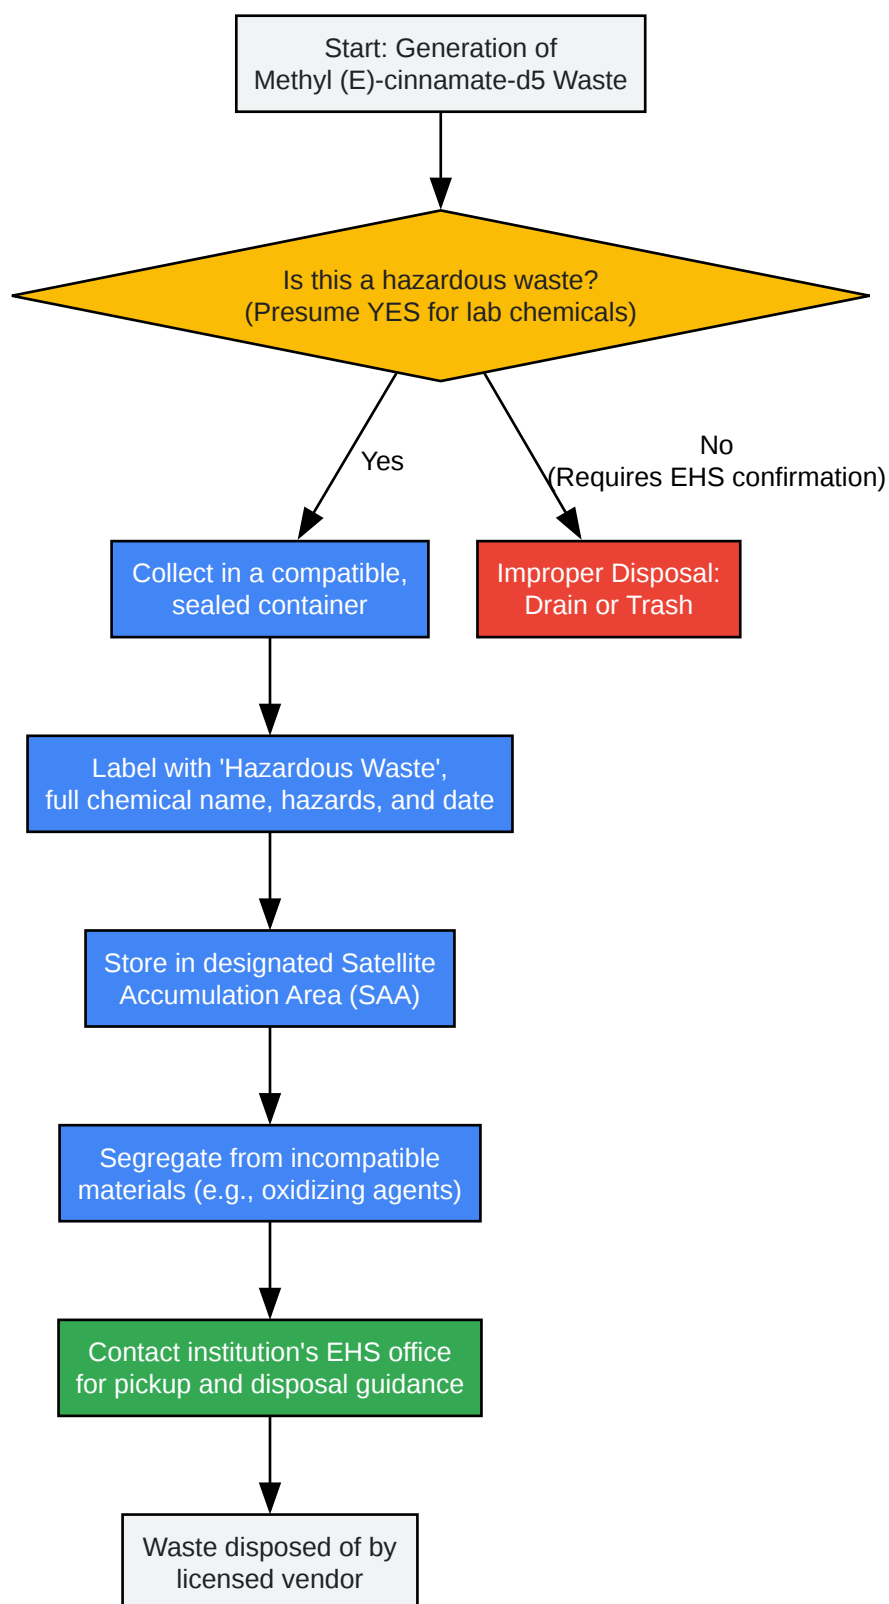 Start: Generation of
Methyl (E)-cinnamate-d5 Waste
Is this a hazardous waste?
(Presume YES for lab chemicals)
Yes
No
(Requires EHS confirmation)
Collect in a compatible,
sealed container
Improper Disposal:
Drain or Trash
Label with 'Hazardous Waste',
full chemical name, hazards, and date
Store in designated Satellite
Accumulation Area (SAA)
Segregate from incompatible
materials (e.g., oxidizing agents)
Contact institution's EHS office
for pickup and disposal guidance
Waste disposed of by
licensed vendor